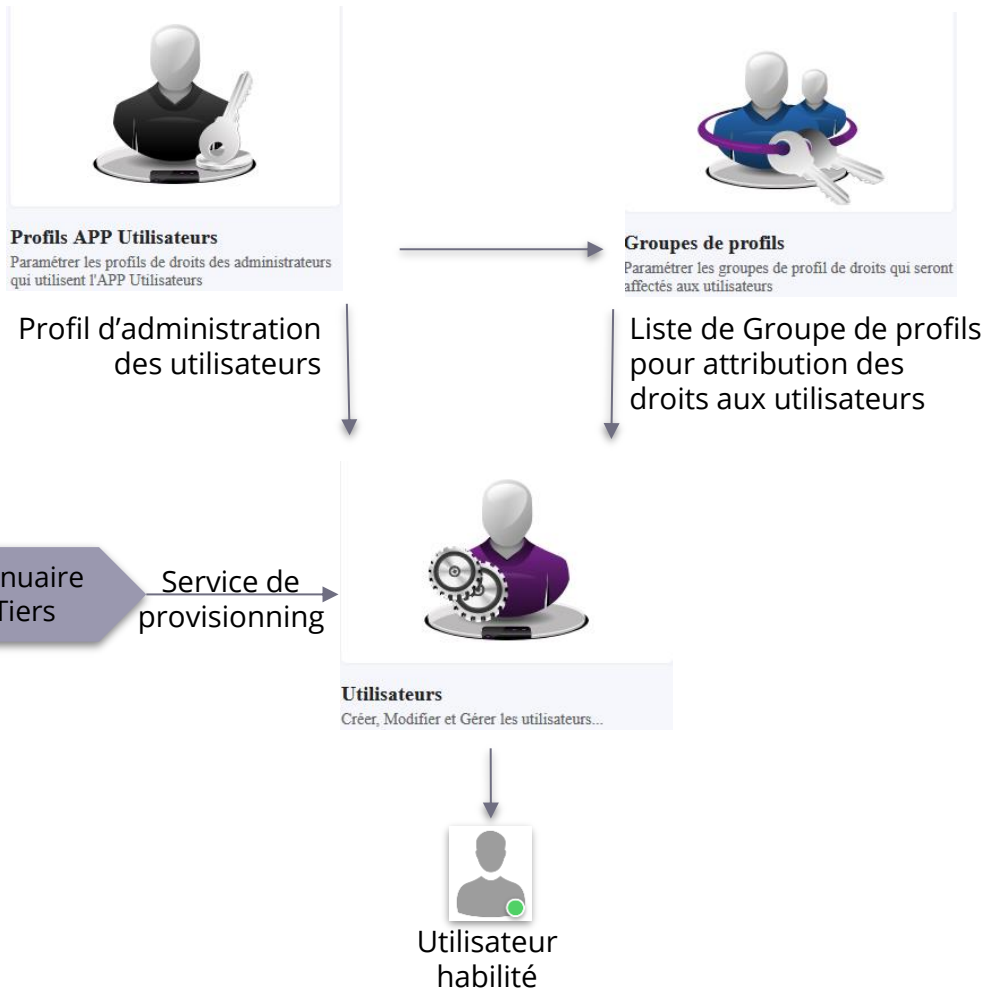 Profils APP Utilisateurs
Paramétrer les profils de droits des administrateurs
qui utilisent l'APP Utilisateurs
Groupes de profils
Paramétrer les groupes de profil de droits qui seront
affectés aux utilisateurs
Profil d'administration
des utilisateurs
Liste de Groupe de profils
pour attribution des
droits aux utilisateurs
nuaire
Tiers
Service de
provisionning
Utilisateurs
Créer, Modifier et Gérer les utilisateurs...
Utilisateur
habilité